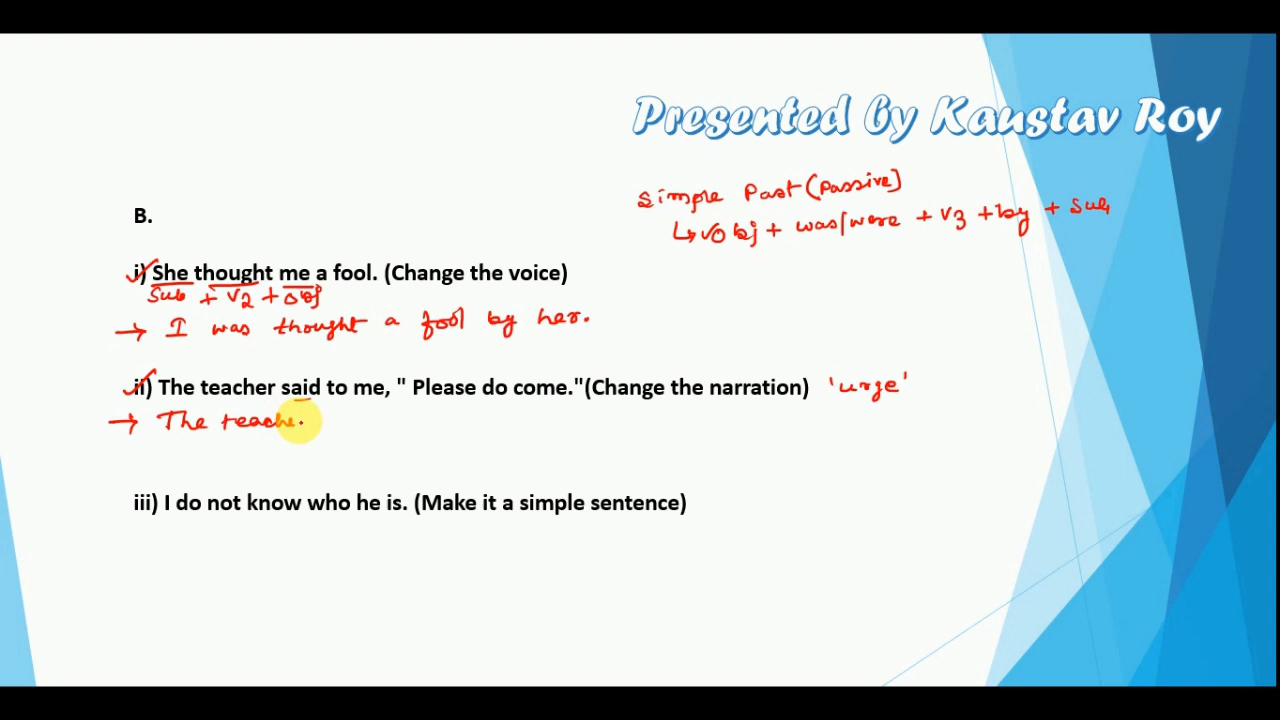 Presented by Kaustav Roy
Simple Past (Passive)
↳ obj + was/were + V3 + by + sub
B.
i) She thought me a fool. (Change the voice)
Sub + V2 + obj
→ I was thought a fool by her.
ii) The teacher said to me, " Please do come."(Change the narration) 'urge'
→ The teache
iii) I do not know who he is. (Make it a simple sentence)